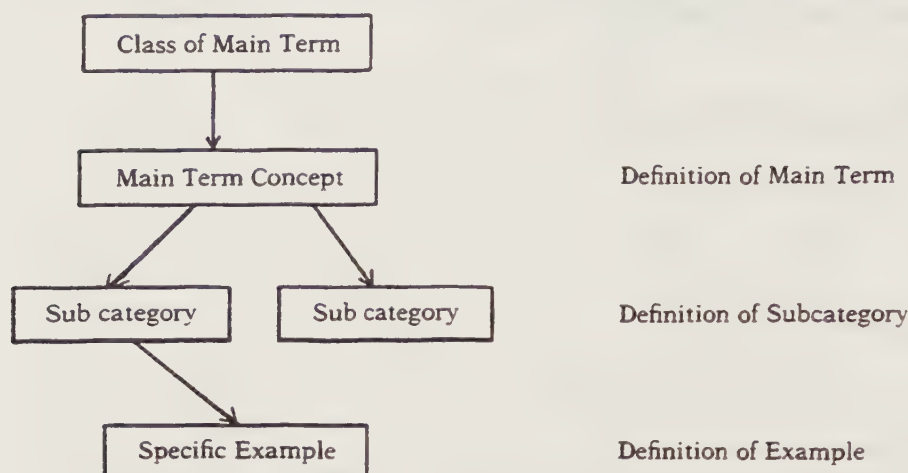 Class of Main Term
Main Term Concept Definition of Main Term
Sub category Sub category Definition of Subcategory
Specific Example Definition of Example